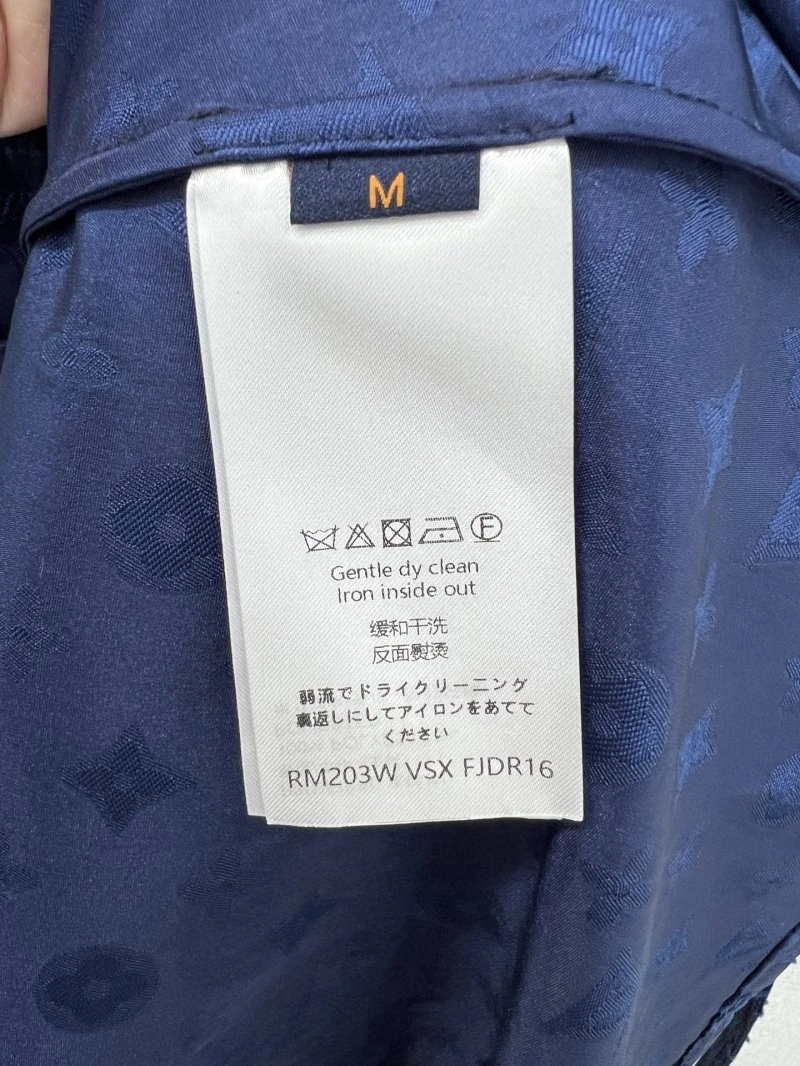 M
F
Gentle dy clean
Iron inside out
缓和干洗
反面熨烫
弱流でドライクリーニング
裏返しにしてアイロンをあてて
ください
RM203W VSX FJDR16